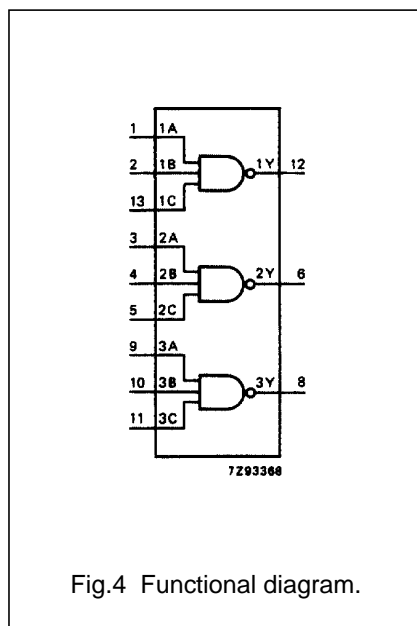 1 1A
2 1B 1Y 12
13 1C
3 2A
4 2B 2Y 6
5 2C
9 3A
10 3B 3Y 8
11 3C
7Z93368
Fig.4 Functional diagram.